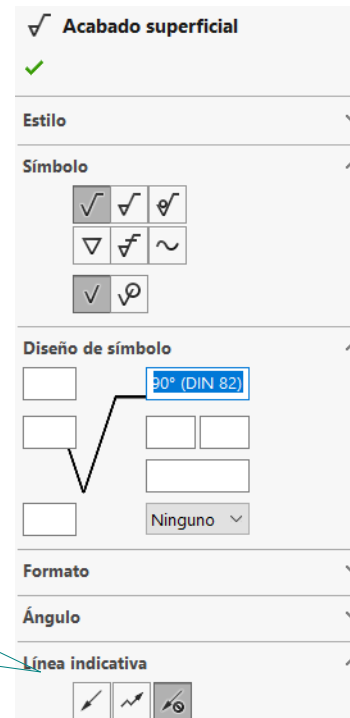 Acabado superficial
Estilo
Símbolo
Diseño de símbolo
90° (DIN 82)
Ninguno
Formato
Ángulo
Línea indicativa